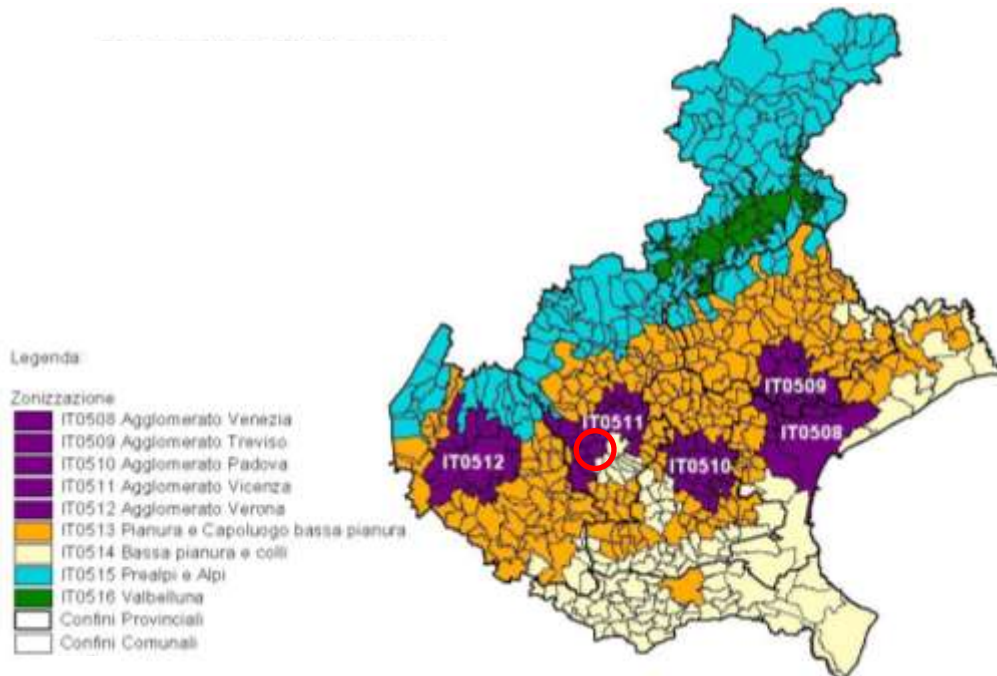 Legenda:
Zonizzazione
IT0508 Agglomerato Venezia
IT0509 Agglomerato Treviso
IT0510 Agglomerato Padova
IT0511 Agglomerato Vicenza
IT0512 Agglomerato Verona
IT0513 Pianura e Capoluogo bassa pianura
IT0514 Bassa pianura e colli
IT0515 Prealpi e Alpi
IT0516 Valbelluna
Confini Provinciali
Confini Comunali
IT0509
IT0511
IT0508
IT0512
IT0510